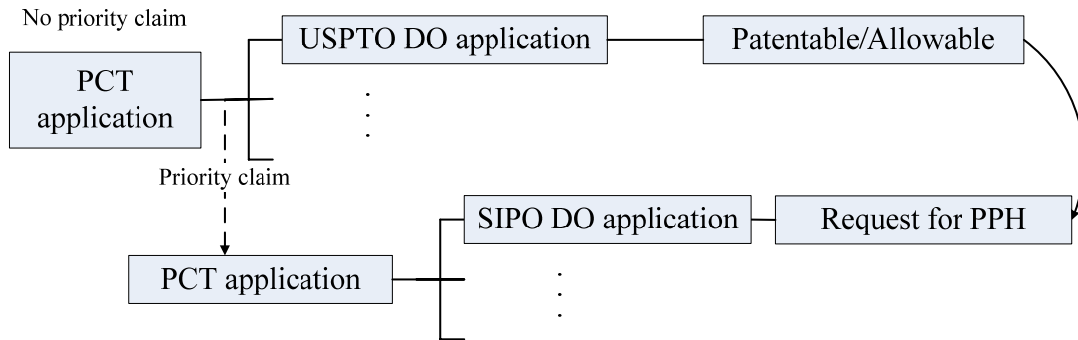 No priority claim
USPTO DO application
Patentable/Allowable
PCT
application
Priority claim
SIPO DO application
Request for PPH
PCT application